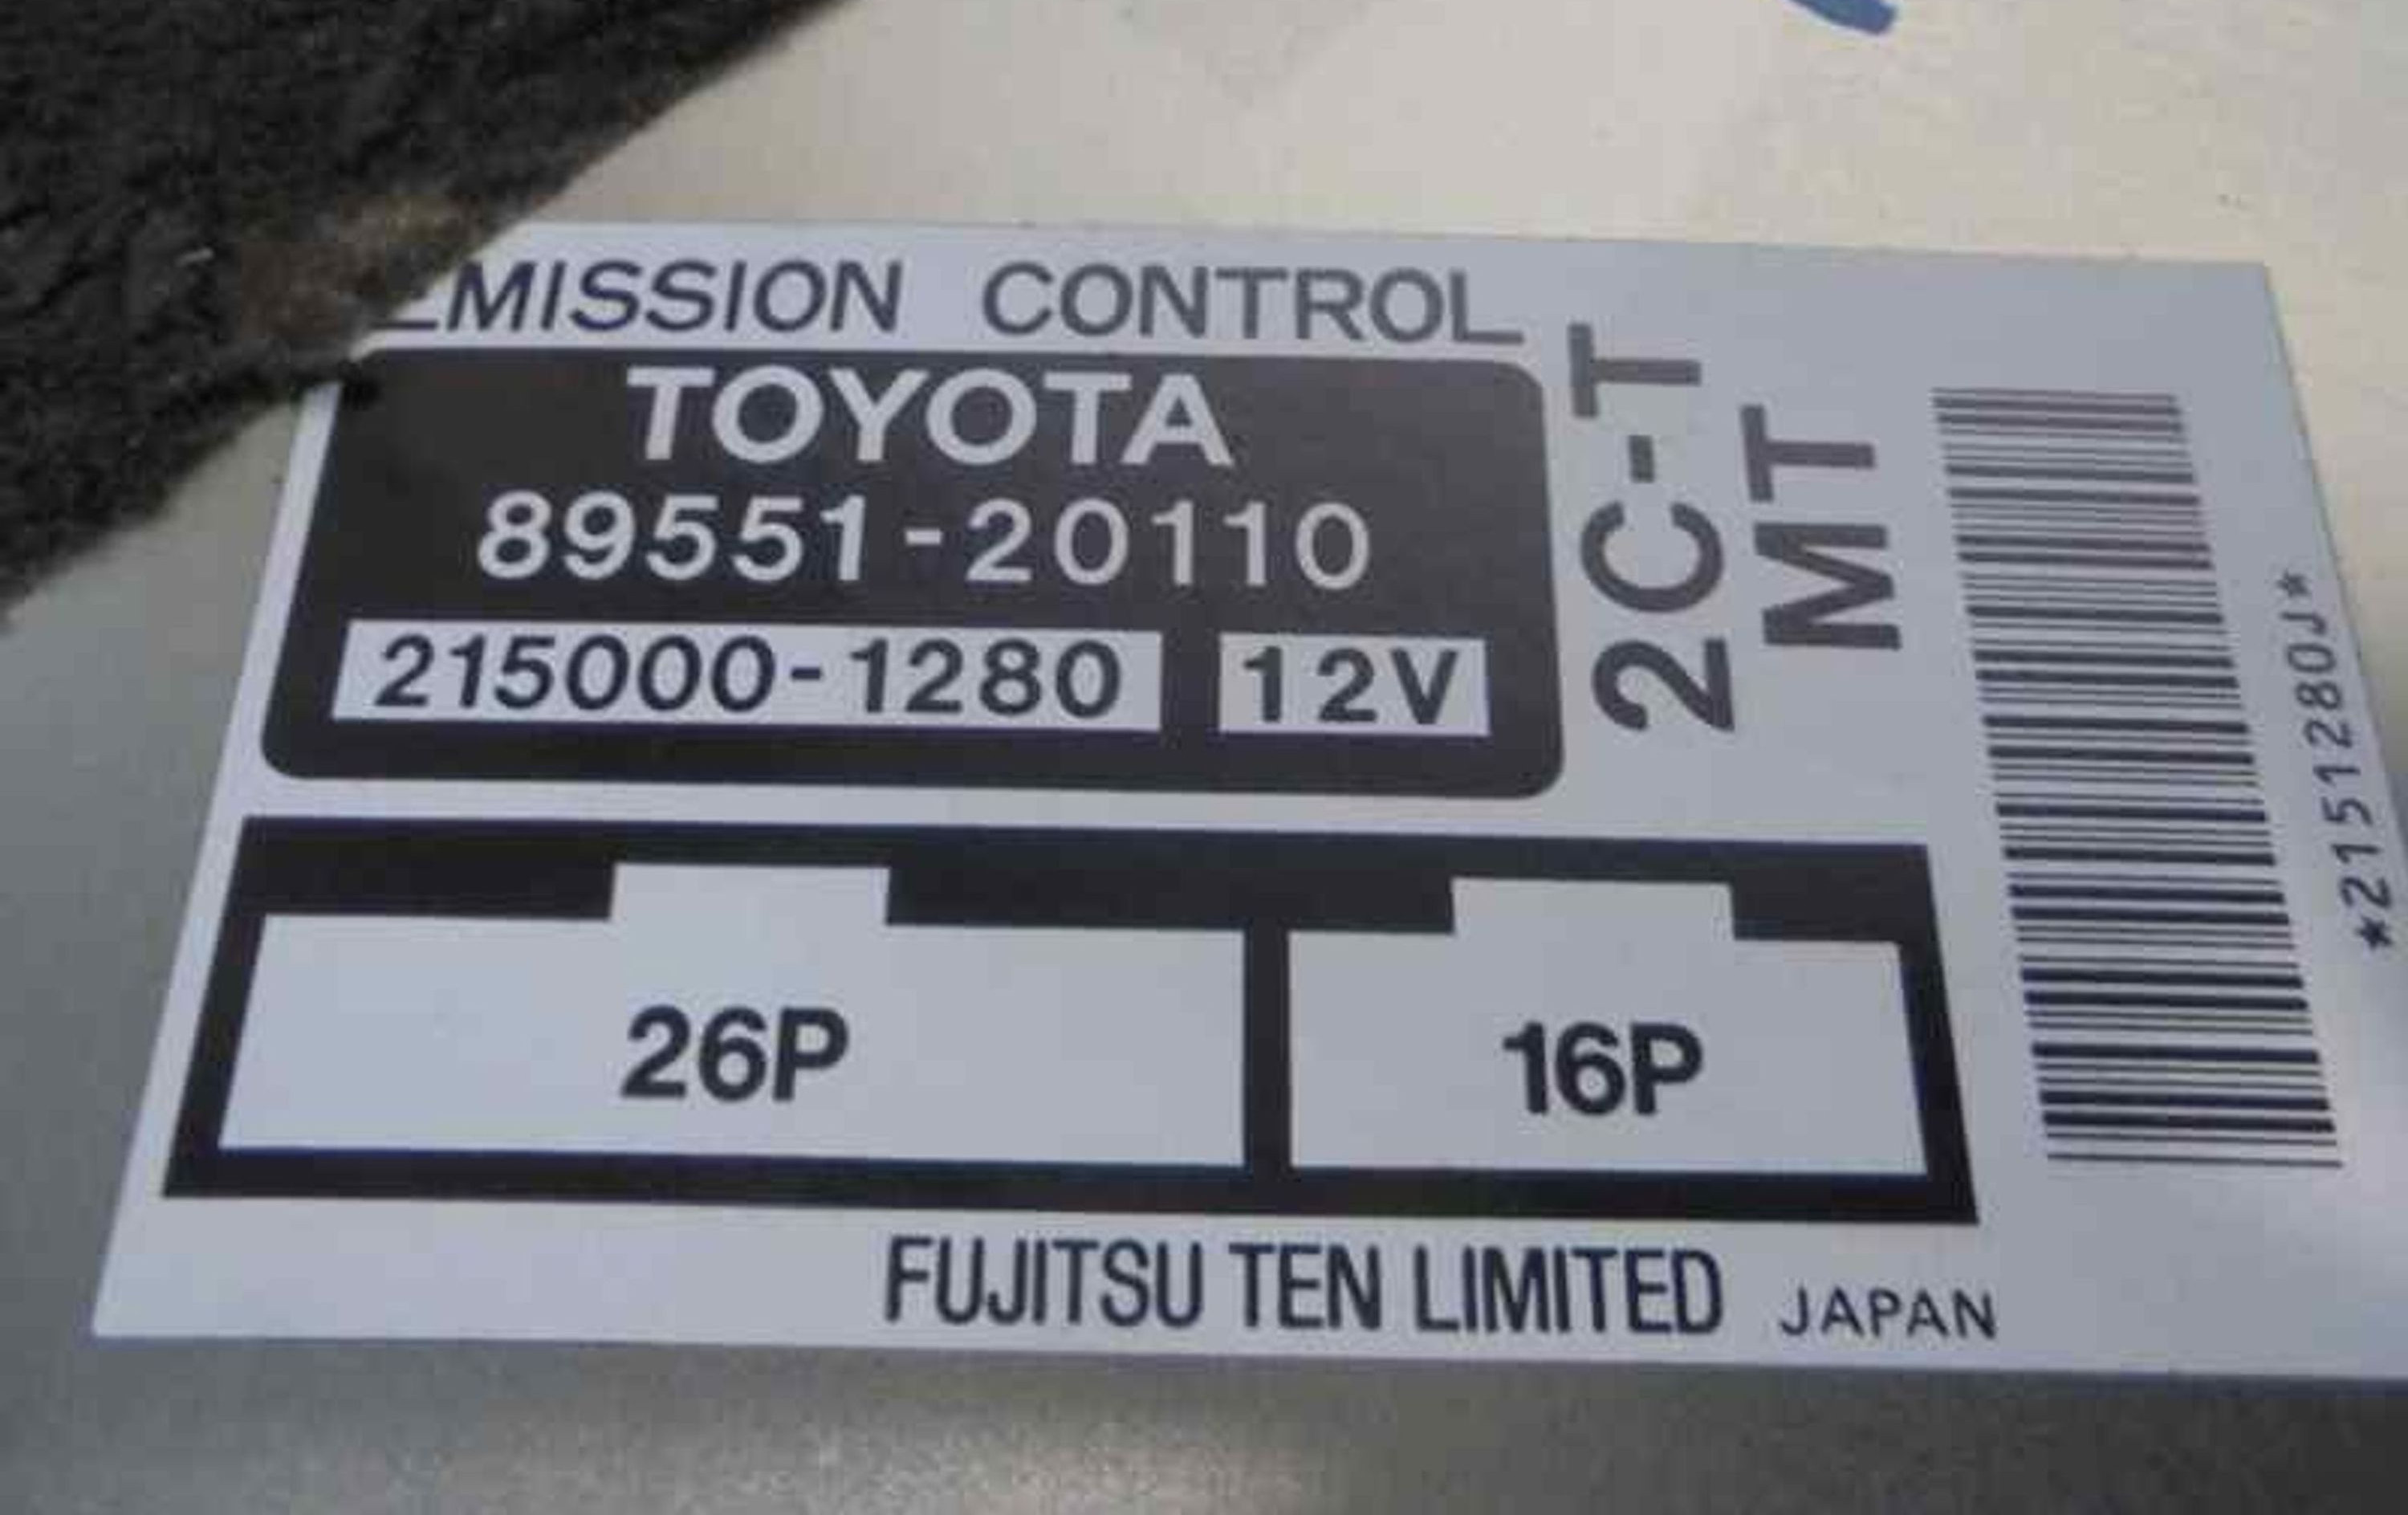 EMISSION CONTROL
TOYOTA
89551-20110
215000-1280 12V
2C-T
MT
*2151280J*
26P 16P
FUJITSU TEN LIMITED JAPAN